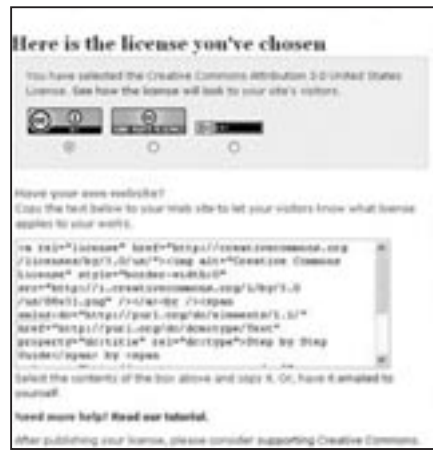 Here is the license you've chosen
You have selected the Creative Commons Attribution 3.0 United States
License. See how the license will look to your site's visitors.
Have your own website?
Copy the text below to your Web site to let your visitors know what license
applies to your works.
<a rel="license" href="http://creativecommons.org
/licenses/by/3.0/us/"><img alt="Creative Commons
License" style="border-width:0"
src="http://i.creativecommons.org/l/by/3.0
/us/88x31.png" /></a><br /><span
xmlns:dc="http://purl.org/dc/elements/1.1/"
href="http://purl.org/dc/dcmitype/Text"
property="dc:title" rel="dc:type">Step by Step
Guide</span> by <span
Select the contents of the box above and copy it. Or, have it emailed to
yourself.
Need more help? Read our tutorial.
After publishing your license, please consider supporting Creative Commons.